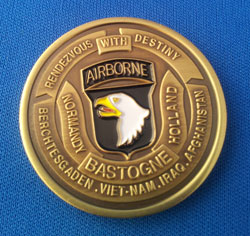 RENDEZVOUS WITH DESTINY
AIRBORNE
NORMANDY
BASTOGNE
HOLLAND
BERCHTESGADEN.VIET-NAM.IRAQ.AFGHANISTAN